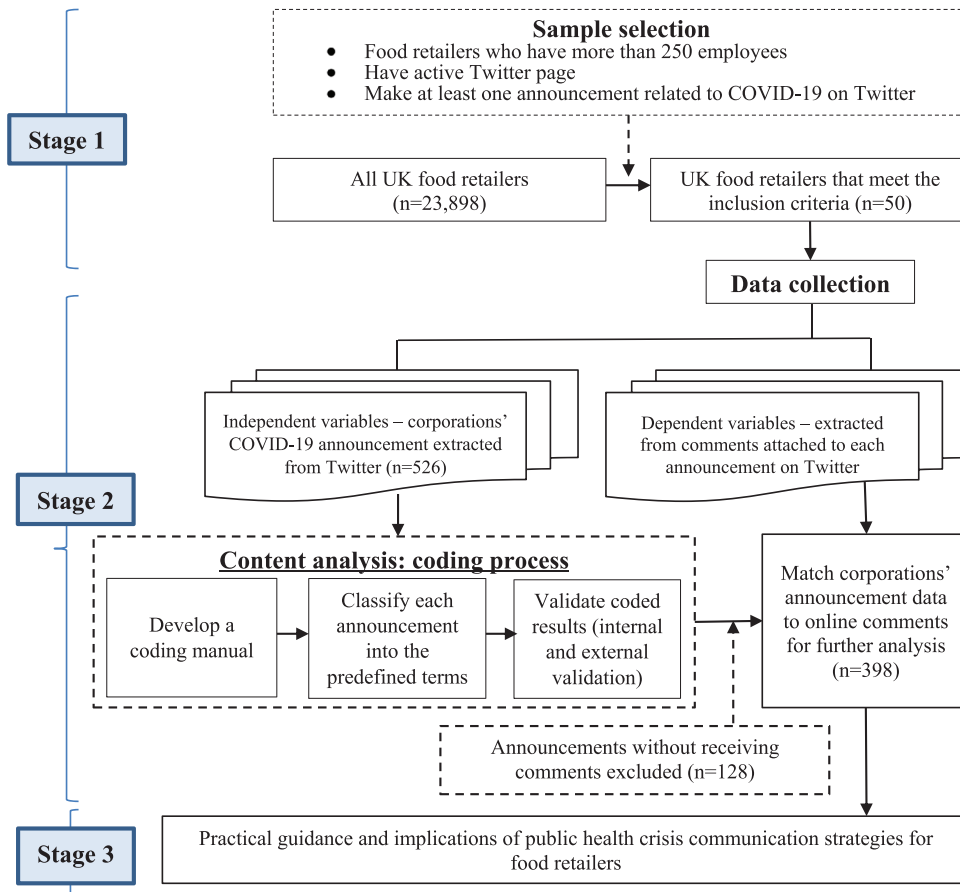 Sample selection
● Food retailers who have more than 250 employees
● Have active Twitter page
● Make at least one announcement related to COVID-19 on Twitter
Stage 1
All UK food retailers
(n=23,898)
UK food retailers that meet the
inclusion criteria (n=50)
Data collection
Stage 2
Independent variables – corporations’
COVID-19 announcement extracted
from Twitter (n=526)
Dependent variables – extracted
from comments attached to each
announcement on Twitter
Content analysis: coding process
Develop a
coding manual
Classify each
announcement
into the
predefined terms
Validate coded
results (internal
and external
validation)
Match corporations’
announcement data
to online comments
for further analysis
(n=398)
Announcements without receiving
comments excluded (n=128)
Stage 3
Practical guidance and implications of public health crisis communication strategies for
food retailers